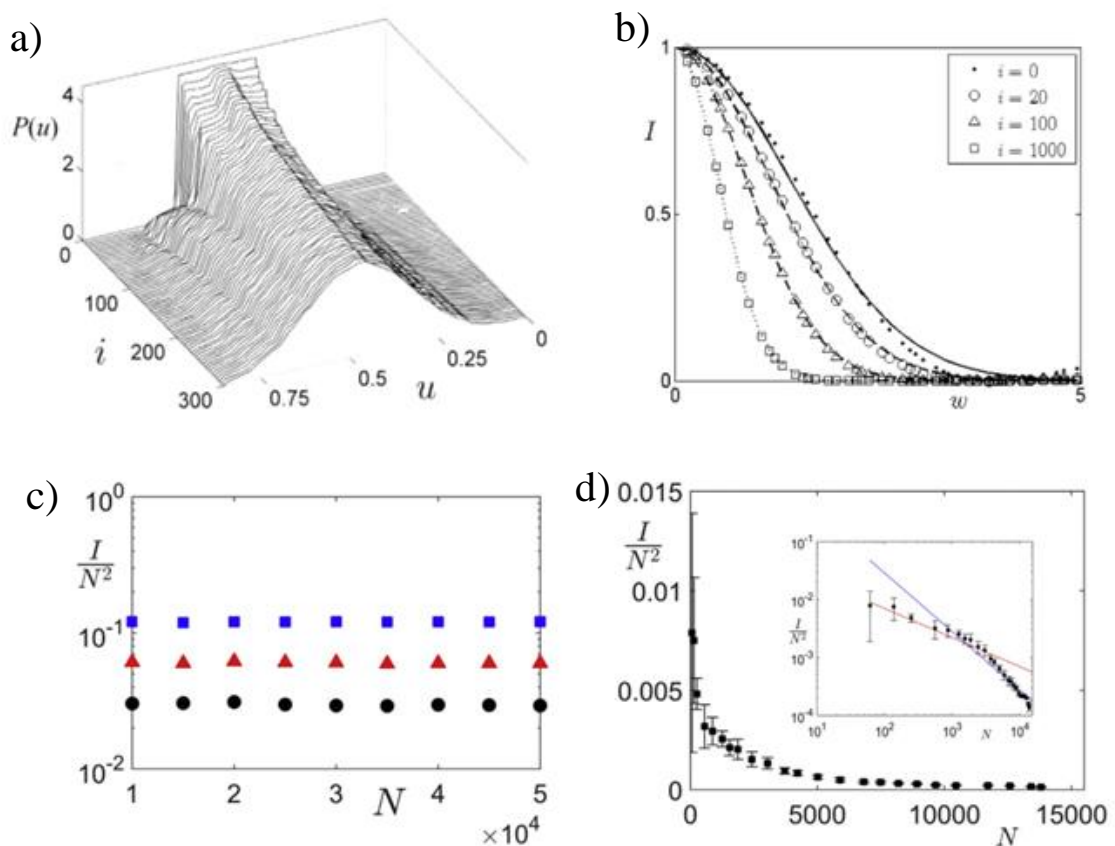 a)
4
P(u)
2
0
0
100
i
200
300
0.75
0.5
u
0.25
0
b)
1
I
0.5
0
0
w
5
i = 0
i = 20
i = 100
i = 1000
c)
10^0
I
N^2
10^-1
10^-2
1
2
N
3
4
5
×10^4
d)
0.015
I
N^2
0.01
0.005
0
0
5000
10000
N
15000
10^-1
10^-2
I
N^2
10^-3
10^-4
10^1
10^2
10^3
N
10^4